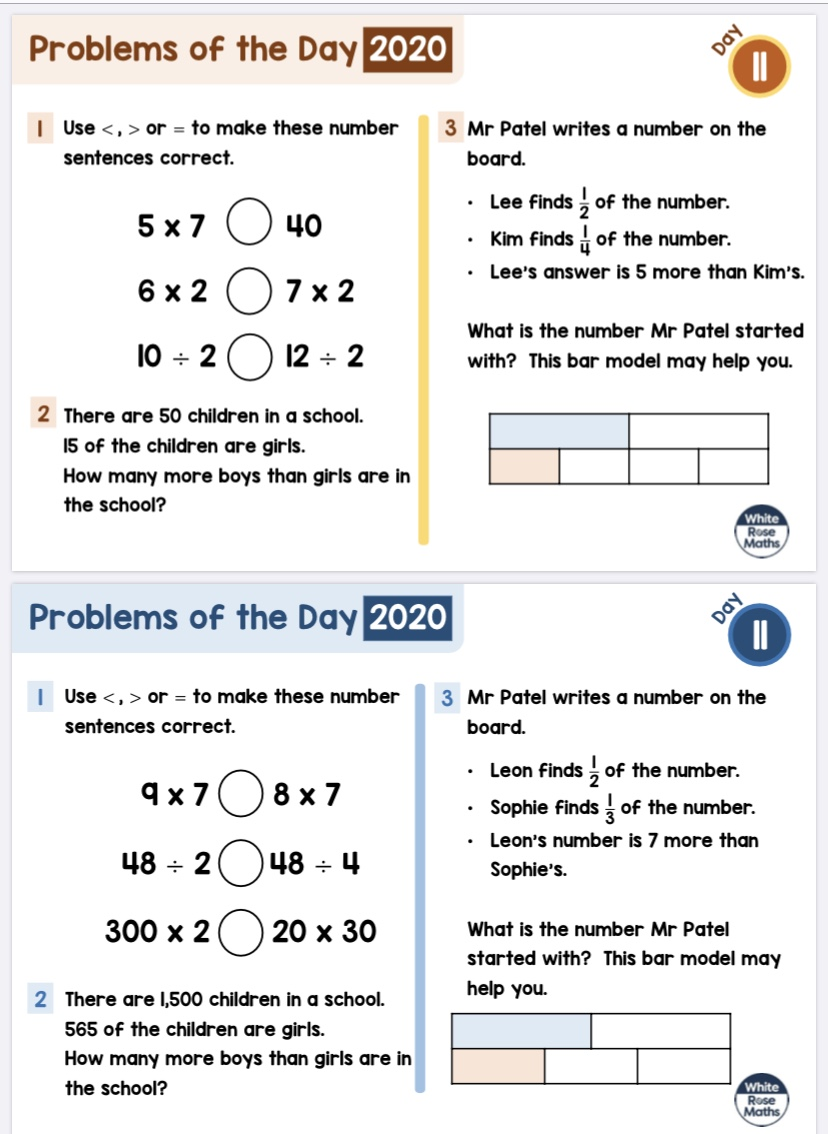 Problems of the Day 2020
Day 11
1 Use <, > or = to make these number
sentences correct.
5 x 7 ◯ 40
6 x 2 ◯ 7 x 2
10 ÷ 2 ◯ 12 ÷ 2
2 There are 50 children in a school.
15 of the children are girls.
How many more boys than girls are in
the school?
3 Mr Patel writes a number on the
board.
• Lee finds 1/2 of the number.
• Kim finds 1/4 of the number.
• Lee's answer is 5 more than Kim's.
What is the number Mr Patel started
with? This bar model may help you.
White
Rose
Maths
Problems of the Day 2020
Day 11
1 Use <, > or = to make these number
sentences correct.
9 x 7 ◯ 8 x 7
48 ÷ 2 ◯ 48 ÷ 4
300 x 2 ◯ 20 x 30
2 There are 1,500 children in a school.
565 of the children are girls.
How many more boys than girls are in
the school?
3 Mr Patel writes a number on the
board.
• Leon finds 1/2 of the number.
• Sophie finds 1/3 of the number.
• Leon's number is 7 more than
Sophie's.
What is the number Mr Patel
started with? This bar model may
help you.
White
Rose
Maths